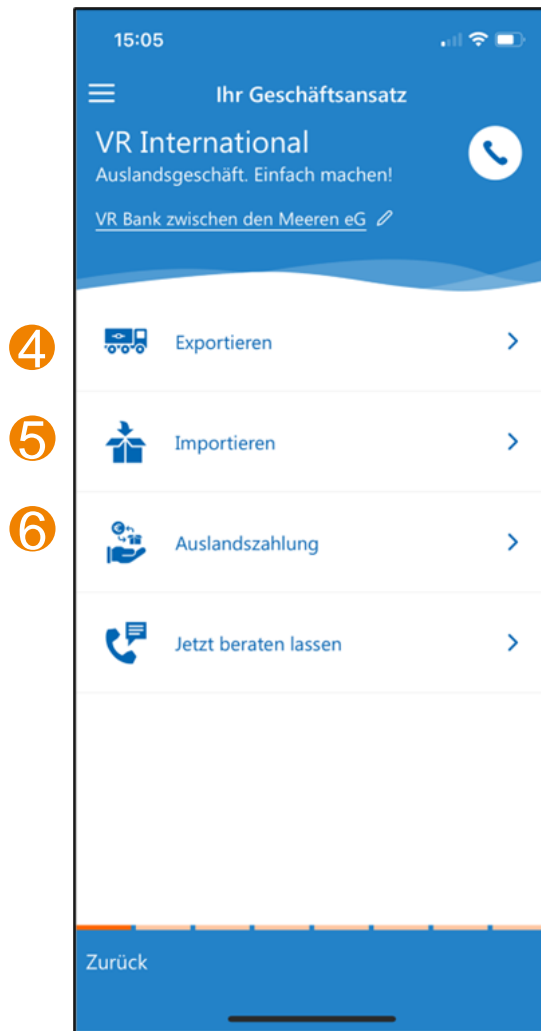 15:05
Ihr Geschäftsansatz
VR International
Auslandsgeschäft. Einfach machen!
VR Bank zwischen den Meeren eG
4
Exportieren
5
Importieren
6
Auslandszahlung
Jetzt beraten lassen
Zurück